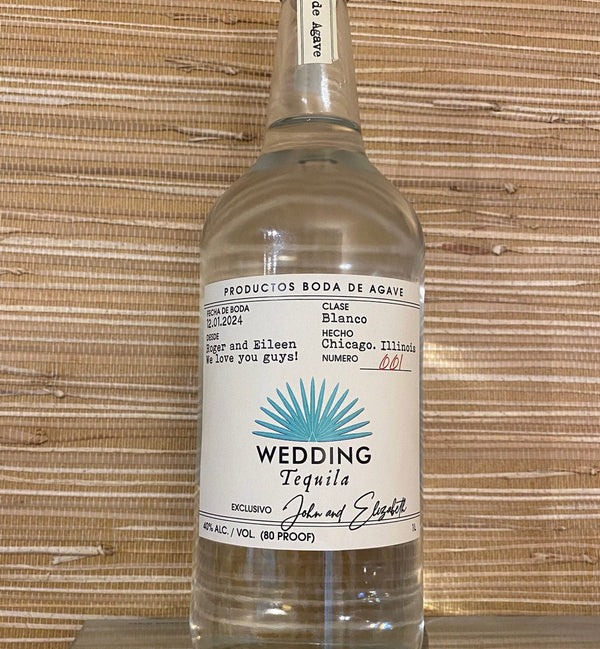 de Agave
PRODUCTOS BODA DE AGAVE
FECHA DE BODA
12.01.2024
DESDE
Roger and Eileen
We love you guys!
CLASE
Blanco
HECHO
Chicago. Illinois
NUMERO 001
WEDDING
Tequila
EXCLUSIVO John and Elizabeth
40% ALC. / VOL. (80 PROOF) 1L